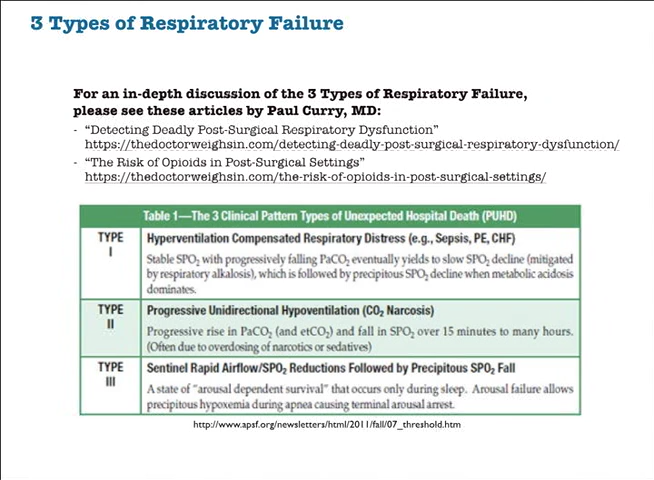 3 Types of Respiratory Failure
For an in-depth discussion of the 3 Types of Respiratory Failure,
please see these articles by Paul Curry, MD:
- “Detecting Deadly Post-Surgical Respiratory Dysfunction”
https://thedoctorweighsin.com/detecting-deadly-post-surgical-respiratory-dysfunction/
- “The Risk of Opioids in Post-Surgical Settings”
https://thedoctorweighsin.com/the-risk-of-opioids-in-post-surgical-settings/
Table 1—The 3 Clinical Pattern Types of Unexpected Hospital Death (PUHD)
TYPE
I
Hyperventilation Compensated Respiratory Distress (e.g., Sepsis, PE, CHF)
Stable SPO₂ with progressively falling PaCO₂ eventually yields to slow SPO₂ decline (mitigated
by respiratory alkalosis), which is followed by precipitous SPO₂ decline when metabolic acidosis
dominates.
TYPE
II
Progressive Unidirectional Hypoventilation (CO₂ Narcosis)
Progressive rise in PaCO₂ (and etCO₂) and fall in SPO₂ over 15 minutes to many hours.
(Often due to overdosing of narcotics or sedatives)
TYPE
III
Sentinel Rapid Airflow/SPO₂ Reductions Followed by Precipitous SPO₂ Fall
A state of “arousal dependent survival” that occurs only during sleep. Arousal failure allows
precipitous hypoxemia during apnea causing terminal arousal arrest.
http://www.apsf.org/newsletters/html/2011/fall/07_threshold.htm